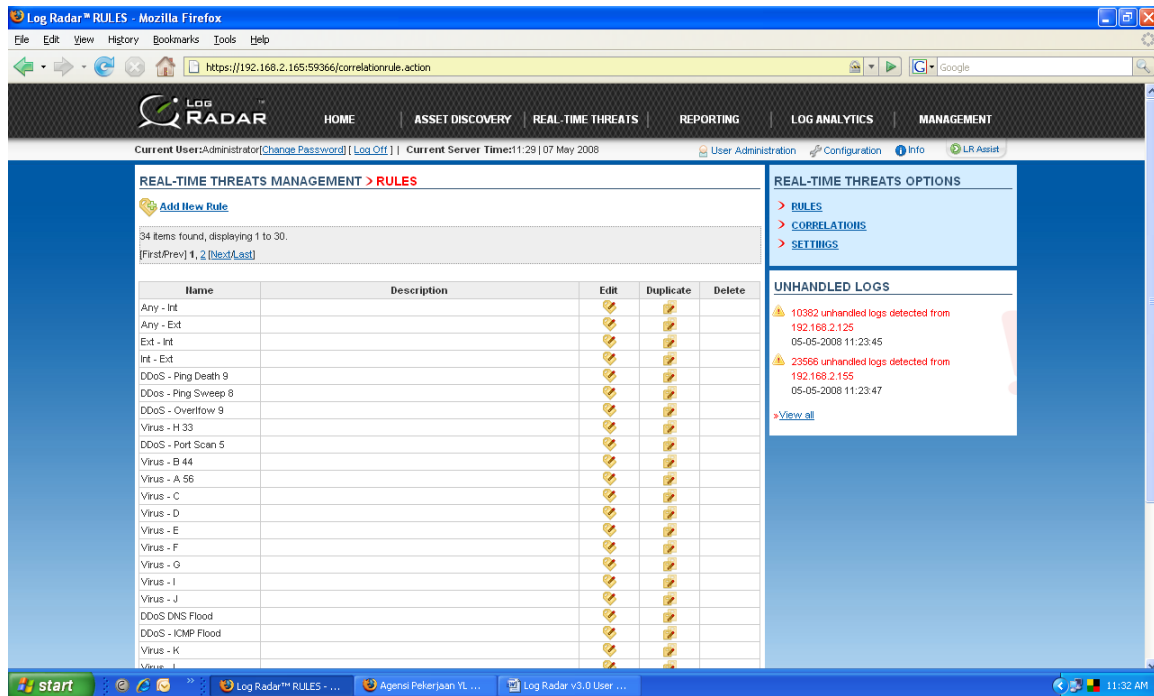 Log Radar™ RULES - Mozilla Firefox
File Edit View History Bookmarks Tools Help
https://192.168.2.165:59366/correlationrule.action
G Google
LOG RADAR ™
HOME ASSET DISCOVERY REAL-TIME THREATS REPORTING LOG ANALYTICS MANAGEMENT
Current User:Administrator[Change Password] [ Log Off ] | Current Server Time:11:29 | 07 May 2008 User Administration Configuration Info LR Assist
REAL-TIME THREATS MANAGEMENT > RULES
Add New Rule
34 items found, displaying 1 to 30.
[First/Prev] 1, 2 [Next/Last]
Name Description Edit Duplicate Delete
Any - Int
Any - Ext
Ext - Int
Int - Ext
DDoS - Ping Death 9
DDos - Ping Sweep 8
DDoS - Overlfow 9
Virus - H 33
DDoS - Port Scan 5
Virus - B 44
Virus - A 56
Virus - C
Virus - D
Virus - E
Virus - F
Virus - G
Virus - I
Virus - J
DDoS DNS Flood
DDoS - ICMP Flood
Virus - K
Virus - L
REAL-TIME THREATS OPTIONS
RULES
CORRELATIONS
SETTINGS
UNHANDLED LOGS
10382 unhandled logs detected from
192.168.2.125
05-05-2008 11:23:45
23566 unhandled logs detected from
192.168.2.155
05-05-2008 11:23:47
»View all
start Log Radar™ RULES - ... Agensi Pekerjaan YL ... Log Radar v3.0 User ... 11:32 AM